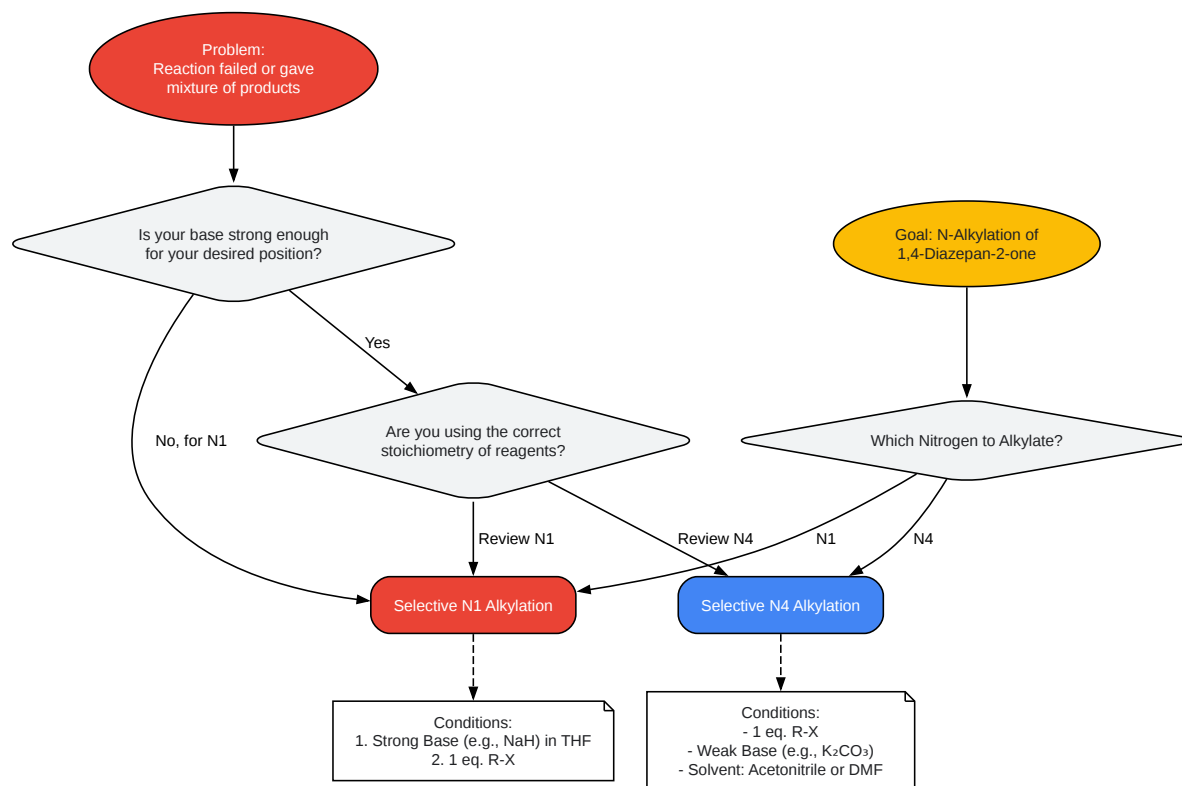 Problem:
Reaction failed or gave
mixture of products
Is your base strong enough
for your desired position?
Goal: N-Alkylation of
1,4-Diazepan-2-one
Yes
No, for N1
Are you using the correct
stoichiometry of reagents?
Which Nitrogen to Alkylate?
Review N1
Review N4
N1
N4
Selective N1 Alkylation
Selective N4 Alkylation
Conditions:
1. Strong Base (e.g., NaH) in THF
2. 1 eq. R-X
Conditions:
- 1 eq. R-X
- Weak Base (e.g., K₂CO₃)
- Solvent: Acetonitrile or DMF